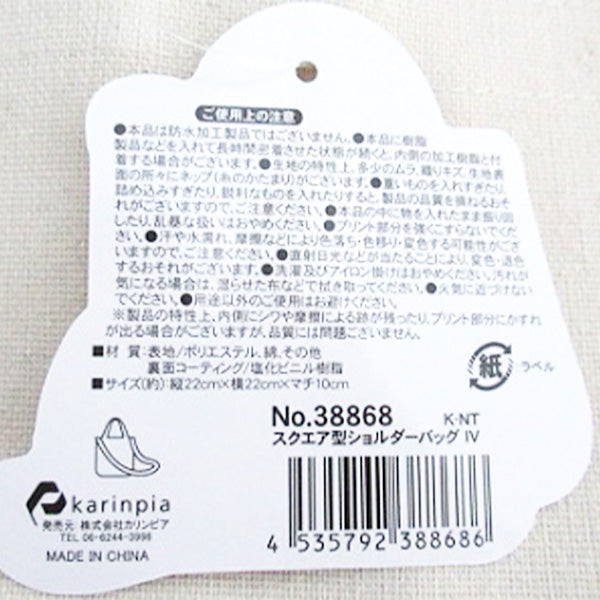 ご使用上の注意
●本品は防水加工製品ではございません。●本品に樹脂
製品などを入れて長時間密着させた状態が続くと、内側の加工樹脂と付
着する場合がございます。●生地の特性上、多少のムラ、織りキズ、生地裏
面の所々にネップ(糸のかたまり)がございます。●重いものを入れすぎたり、
詰め込みすぎたり、鋭利なものを入れたりすると、製品の品質を損ねるおそ
れがございますので、ご注意ください。●本品の中に物を入れたまま振り回
したり、乱暴な扱いはおやめください。●プリント部分を強くこすらないでくだ
さい。●汗や水濡れ、摩擦などにより色落ち・色移り・変色する可能性がござ
いますので、ご注意ください。●直射日光などが当たることにより、変色・退色
するおそれがございます。●洗濯及びアイロン掛けはおやめください。汚れが
気になる場合は、湿らせた布などで拭き取ってください。●火気に近づけない
でください。●用途以外のご使用はお避けください。
※製品の特性上、内側にシワや摩擦による跡が残ったり、プリント部分にかすれ
が出る場合がございますが、品質には問題ございません。
■材 質:表地/ポリエステル、綿、その他
裏面コーティング/塩化ビニル樹脂
■サイズ(約):縦22cm×横22cm×マチ10cm
紙 ラベル
No.38868 K-NT
スクエア型ショルダーバッグ IV
karinpia
発売元 株式会社カリンピア
TEL 06-6244-3998
MADE IN CHINA
4 535792 388686